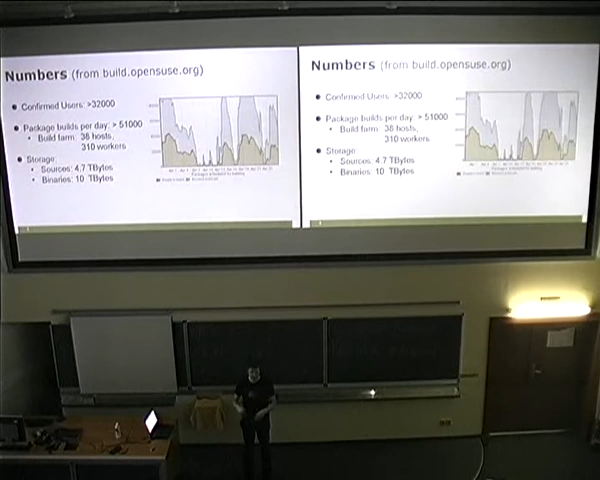 Numbers (from build.opensuse.org)
Confirmed Users: >32000
Package builds per day: > 51000
Build farm: 38 hosts,
310 workers
Storage:
Sources: 4.7 TBytes
Binaries: 10 TBytes
Numbers (from build.opensuse.org)
Confirmed Users: >32000
Package builds per day: > 51000
Build farm: 38 hosts,
310 workers
Storage:
Sources: 4.7 TBytes
Binaries: 10 TBytes